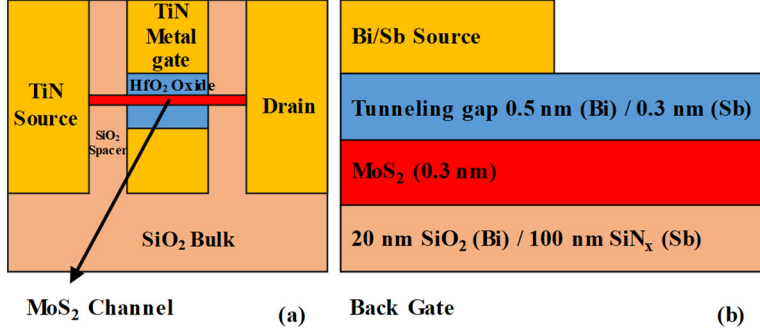 TiN
Metal
gate
HfO₂ Oxide
TiN
Source
Drain
SiO₂
Spacer
SiO₂ Bulk
MoS₂ Channel
(a)
Bi/Sb Source
Tunneling gap 0.5 nm (Bi) / 0.3 nm (Sb)
MoS₂ (0.3 nm)
20 nm SiO₂ (Bi) / 100 nm SiNₓ (Sb)
Back Gate
(b)